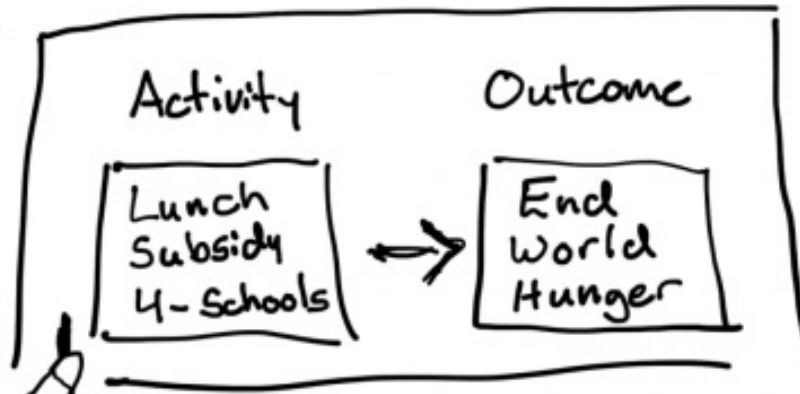 Activity
Outcome
Lunch
Subsidy
4-Schools
End
World
Hunger